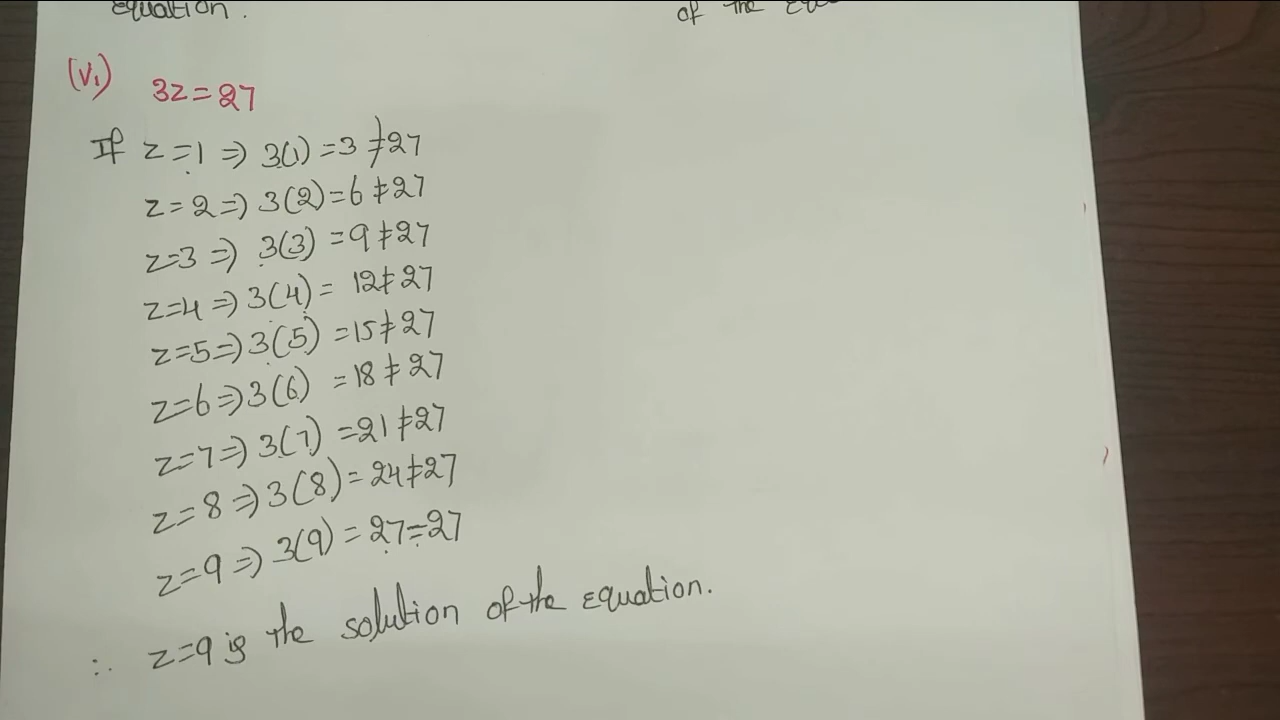 equation.
of the
(vi) 3z = 27
If z = 1 ⇒ 3(1) = 3 ≠ 27
z = 2 ⇒ 3(2) = 6 ≠ 27
z = 3 ⇒ 3(3) = 9 ≠ 27
z = 4 ⇒ 3(4) = 12 ≠ 27
z = 5 ⇒ 3(5) = 15 ≠ 27
z = 6 ⇒ 3(6) = 18 ≠ 27
z = 7 ⇒ 3(7) = 21 ≠ 27
z = 8 ⇒ 3(8) = 24 ≠ 27
z = 9 ⇒ 3(9) = 27 = 27
∴ z = 9 is the solution of the equation.